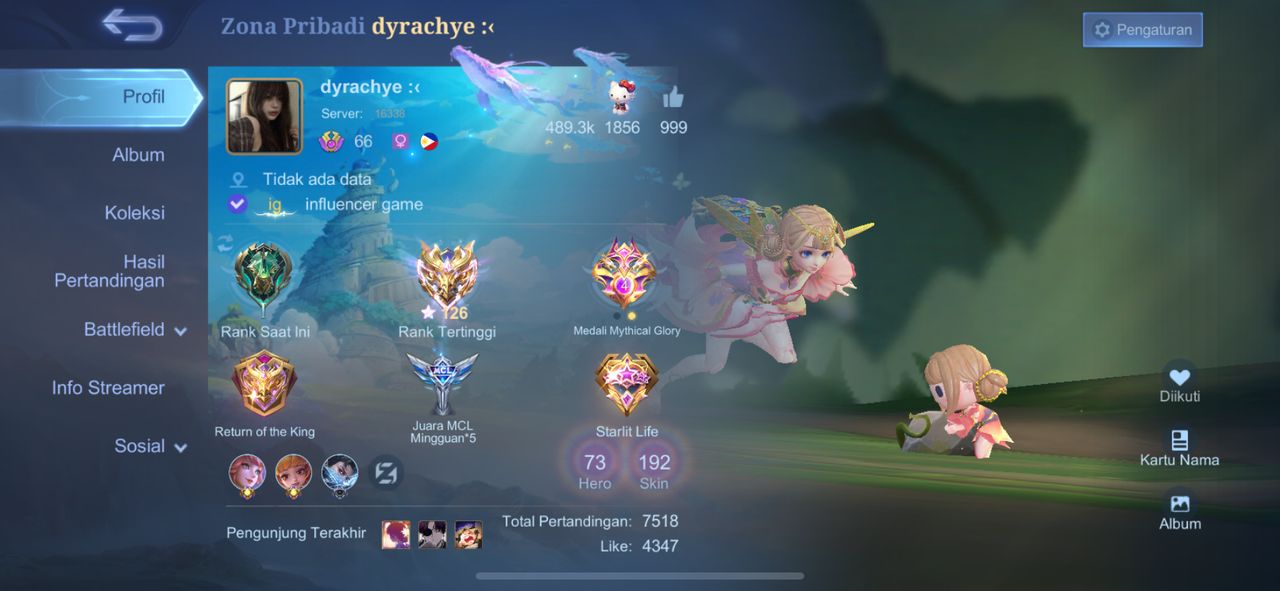 Zona Pribadi dyrachye :‹
Pengaturan
Profil
Album
Koleksi
Hasil
Pertandingan
Battlefield
Info Streamer
Sosial
dyrachye :‹
Server: 16338
66
489.3k 1856 999
Tidak ada data
ig influencer game
Rank Saat Ini
126
Rank Tertinggi
4
Medali Mythical Glory
Return of the King
MCL
Juara MCL
Mingguan*5
Starlit Life
73 192
Hero Skin
Pengunjung Terakhir
Total Pertandingan: 7518
Like: 4347
Diikuti
Kartu Nama
Album